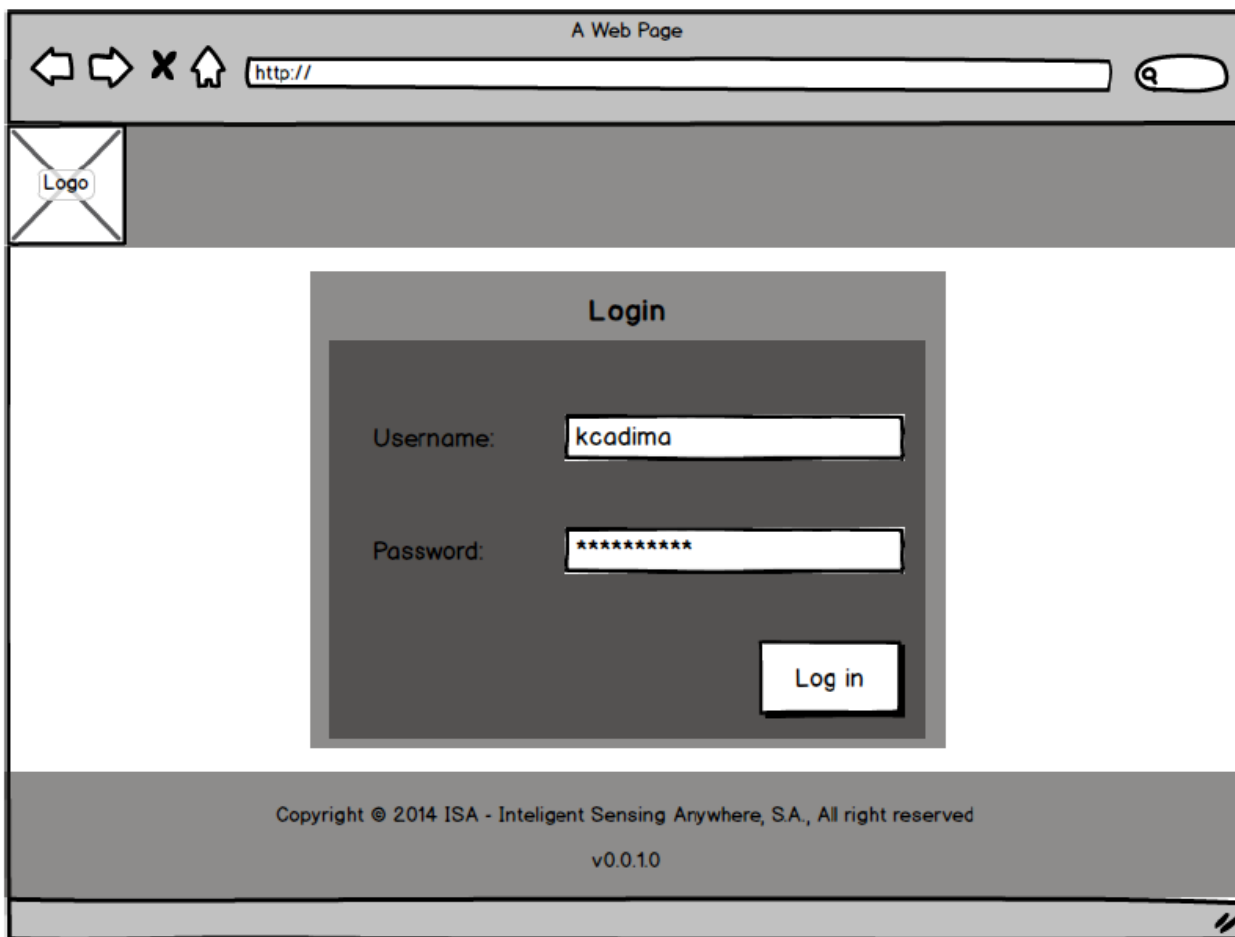 A Web Page
http://
Logo
Login
Username: kcadima
Password: **********
Log in
Copyright © 2014 ISA - Inteligent Sensing Anywhere, S.A., All right reserved
v0.0.1.0